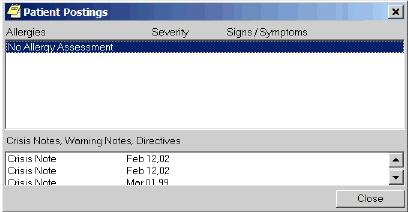 Patient Postings
Allergies Severity Signs / Symptoms
No Allergy Assessment
Crisis Notes, Warning Notes, Directives
Crisis Note Feb 12,02
Crisis Note Feb 12,02
Crisis Note Mar 01,99
Close